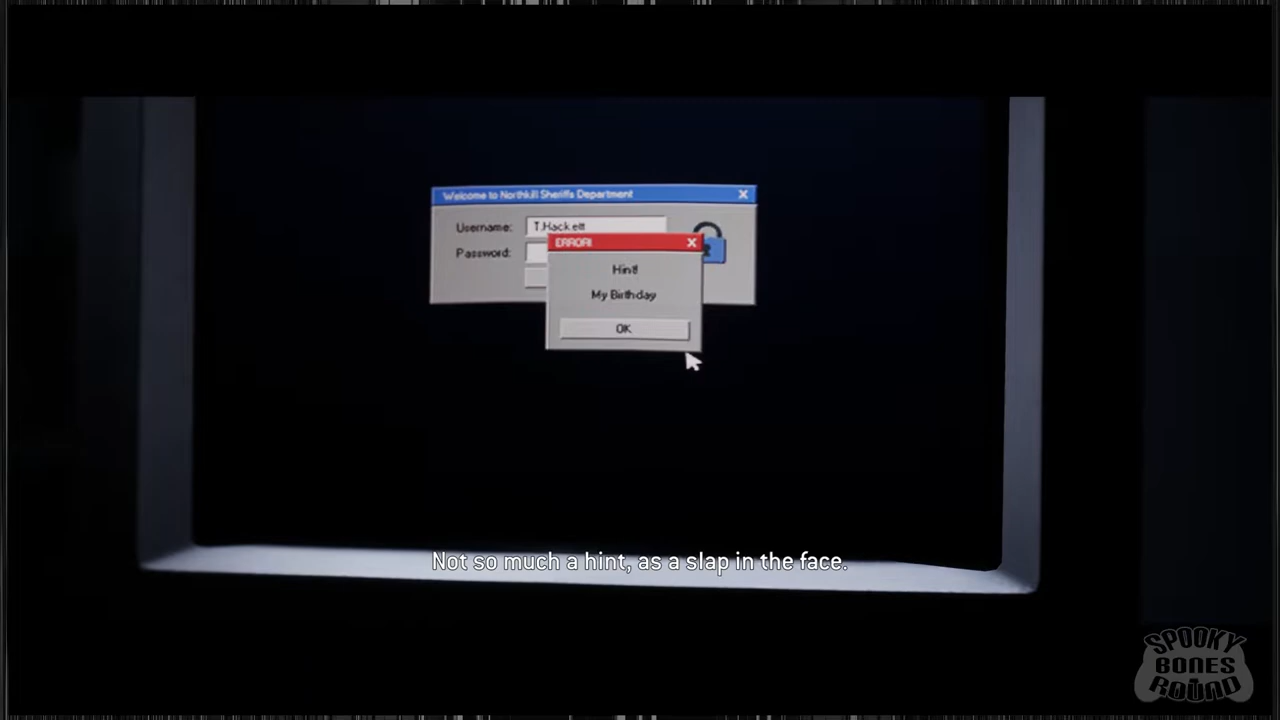 Welcome to Northkill Sheriffs Department
Username: T.Hackett
Password:
ERROR!
Hint!
My Birthday
OK
Not so much a hint, as a slap in the face.
SPOOKY
BONES
ROUND